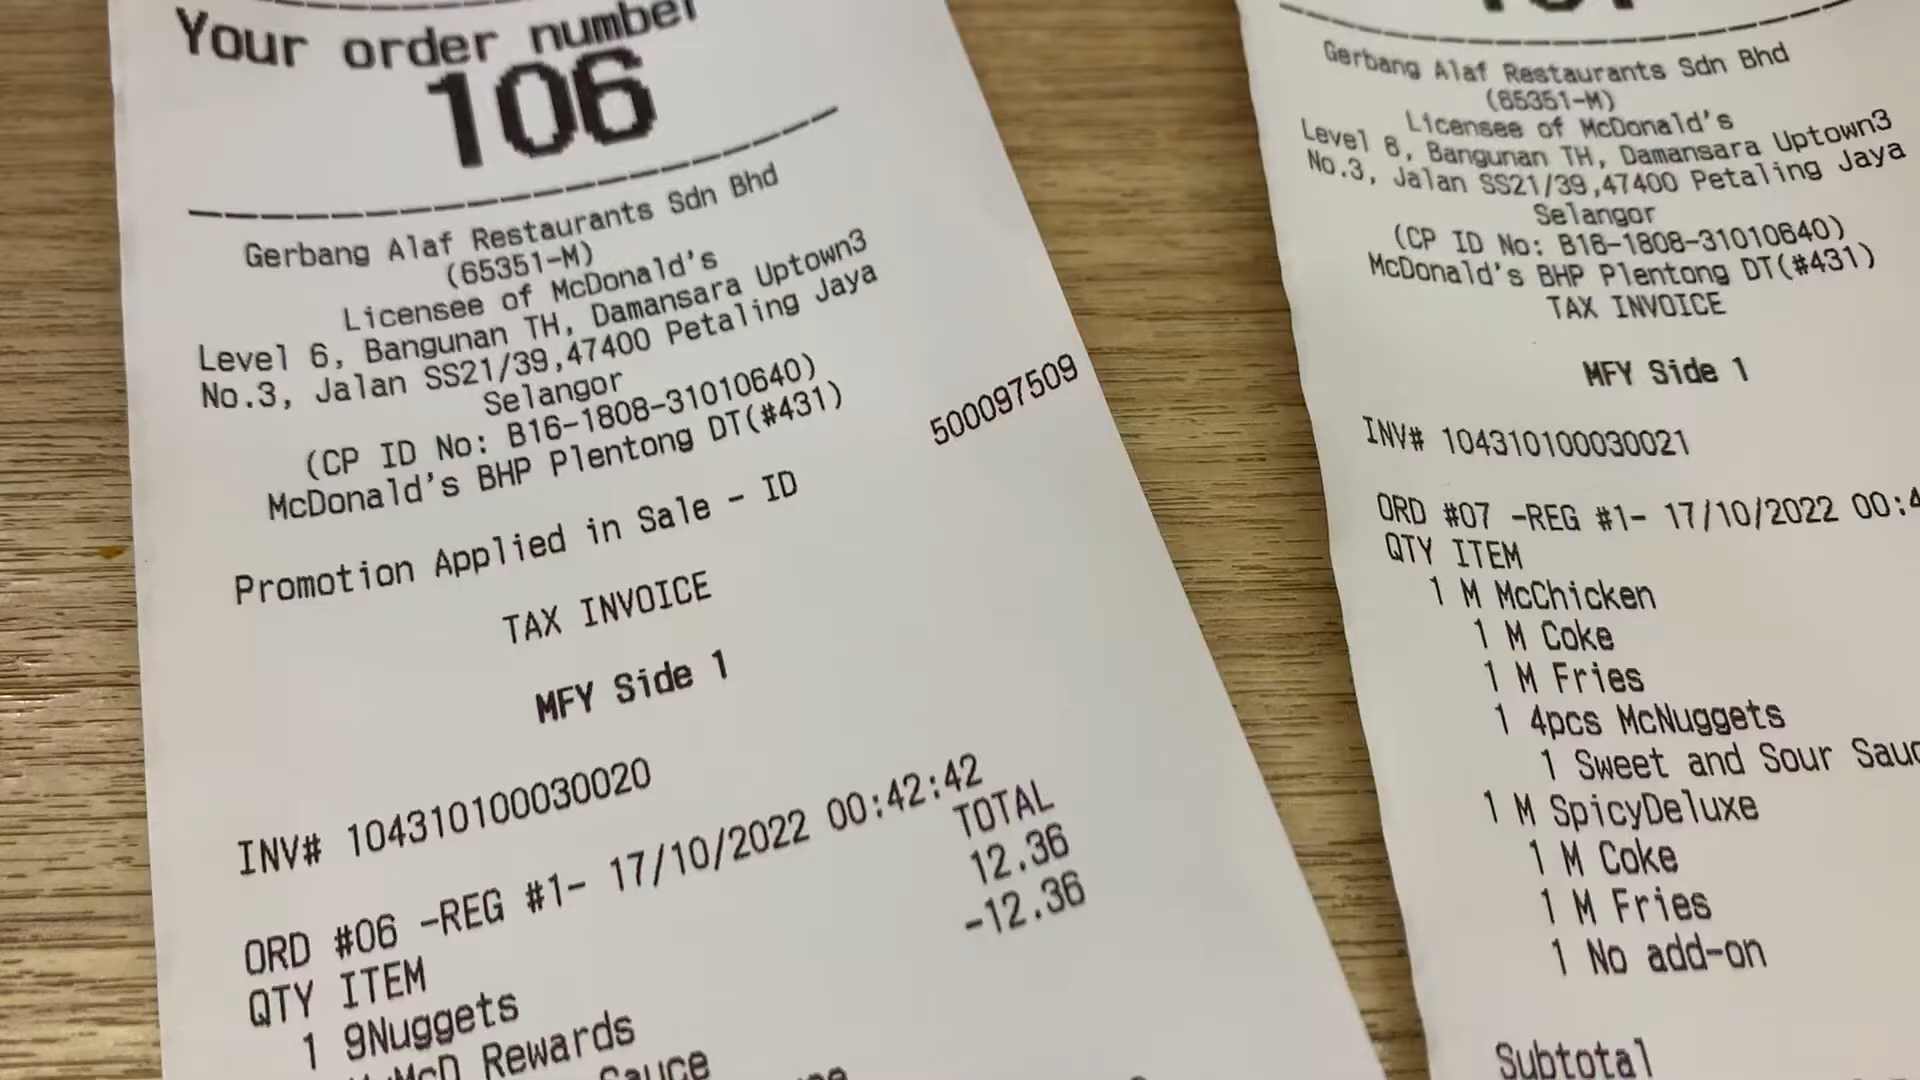 Your order number
106
Gerbang Alaf Restaurants Sdn Bhd
(65351-M)
Licensee of McDonald's
Level 6, Bangunan TH, Damansara Uptown3
No.3, Jalan SS21/39,47400 Petaling Jaya
Selangor
(CP ID No: B16-1808-31010640)
McDonald's BHP Plentong DT(#431)
Promotion Applied in Sale - ID 500097509
TAX INVOICE
MFY Side 1
INV# 104310100030020
ORD #06 -REG #1- 17/10/2022 00:42:42
QTY ITEM TOTAL
1 9Nuggets 12.36
McD Rewards -12.36
Sauce
Gerbang Alaf Restaurants Sdn Bhd
(65351-M)
Licensee of McDonald's
Level 6, Bangunan TH, Damansara Uptown3
No.3, Jalan SS21/39,47400 Petaling Jaya
Selangor
(CP ID No: B16-1808-31010640)
McDonald's BHP Plentong DT(#431)
TAX INVOICE
MFY Side 1
INV# 104310100030021
ORD #07 -REG #1- 17/10/2022 00:4
QTY ITEM
1 M McChicken
1 M Coke
1 M Fries
1 4pcs McNuggets
1 Sweet and Sour Sauc
1 M SpicyDeluxe
1 M Coke
1 M Fries
1 No add-on
Subtotal